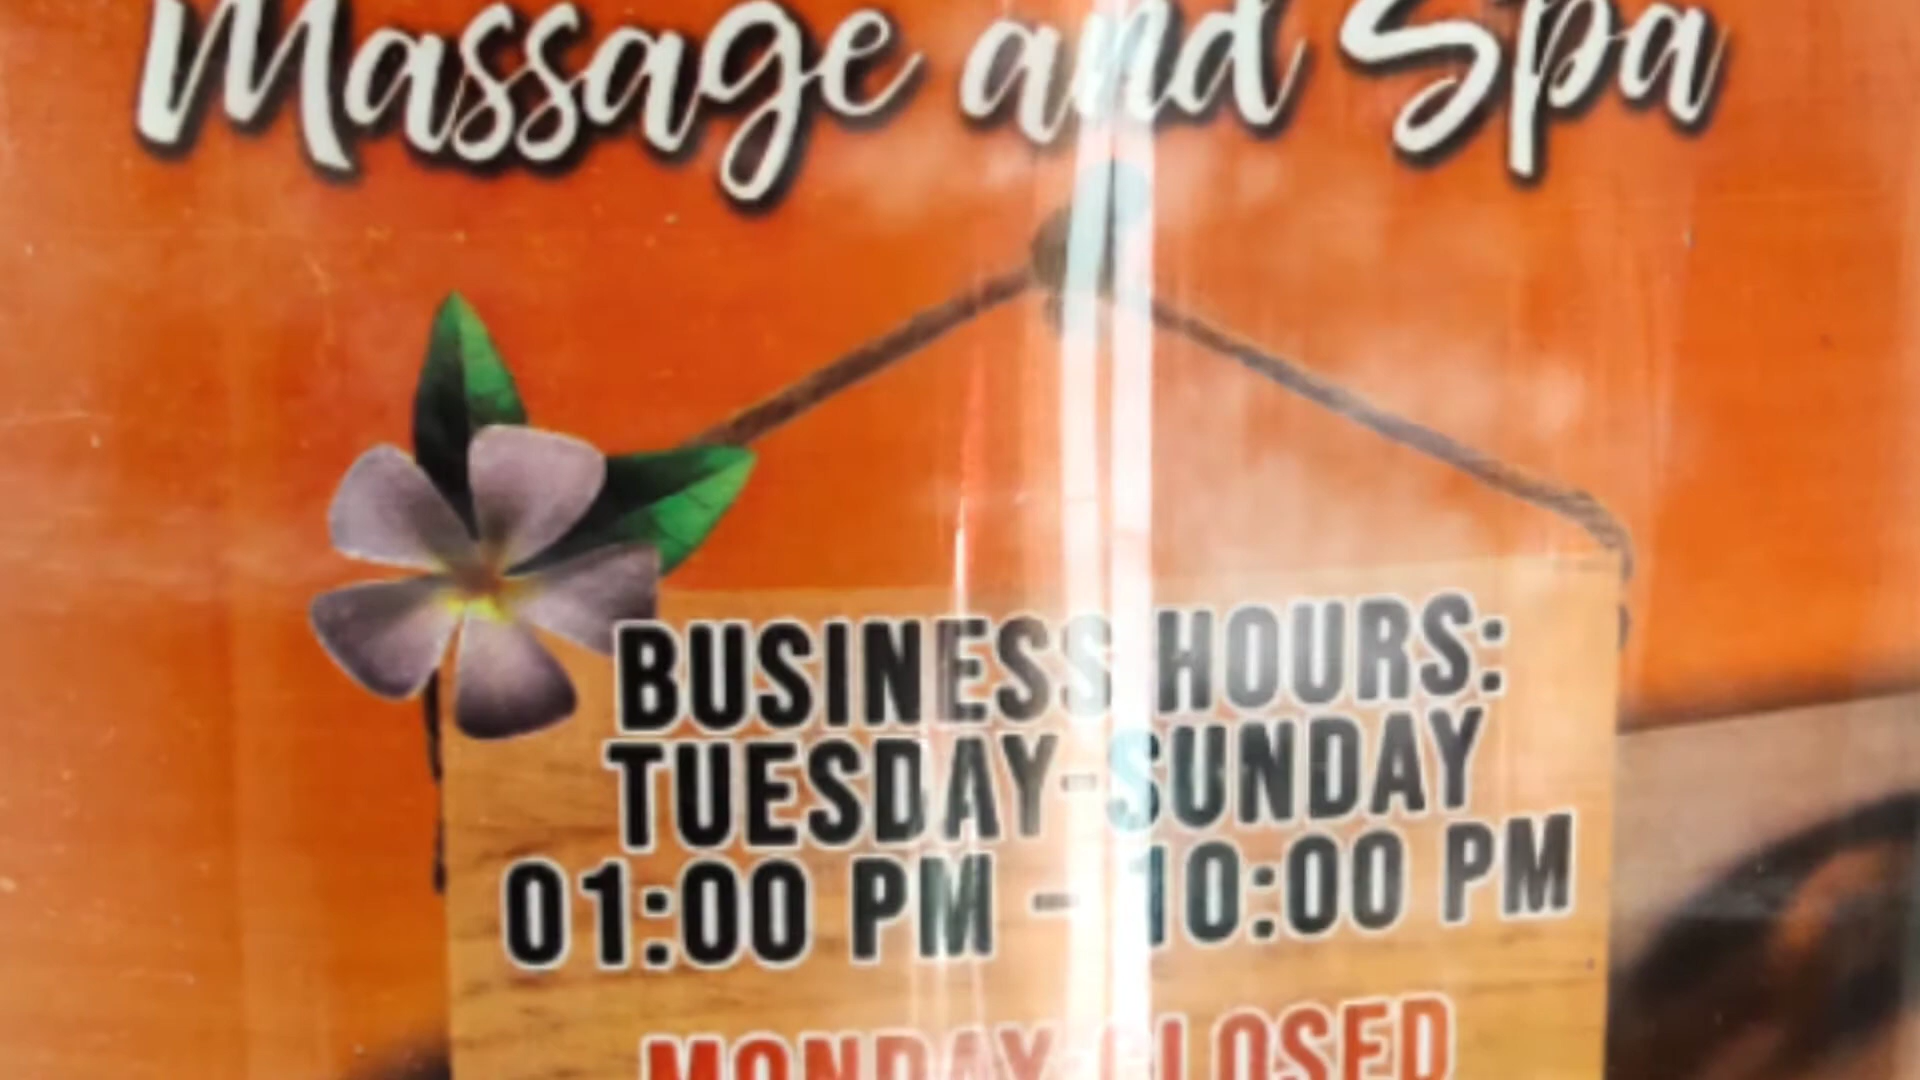 Massage and Spa
BUSINESS HOURS:
TUESDAY - SUNDAY
01:00 PM - 10:00 PM
MONDAY CLOSED